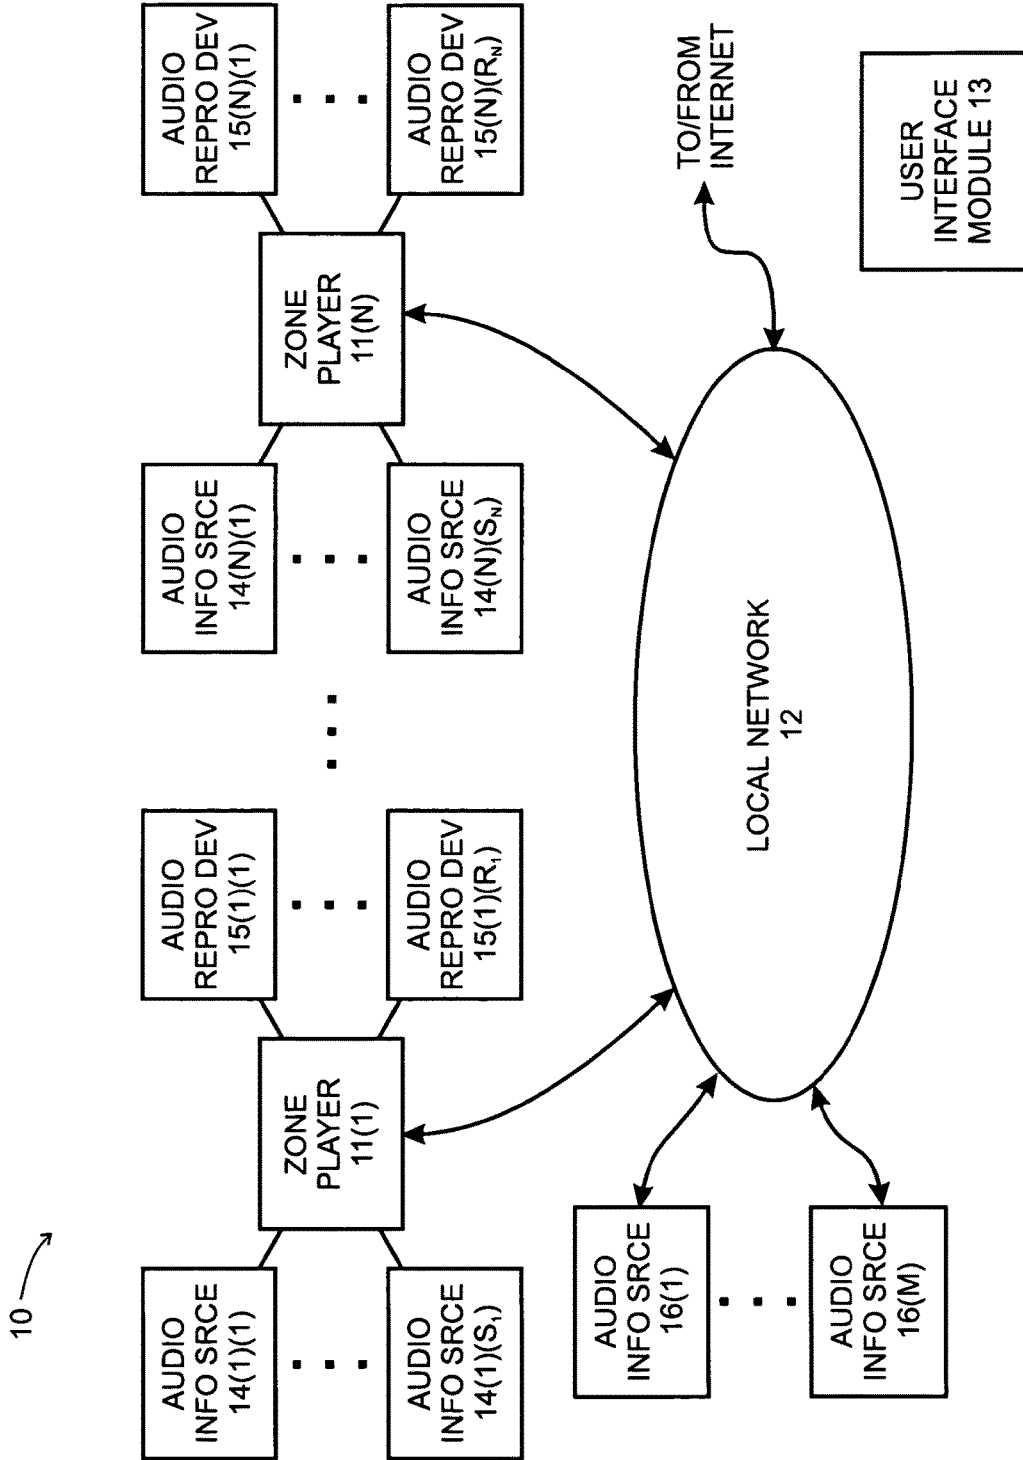 10
AUDIO
INFO SRCE
14(1)(1)
AUDIO
INFO SRCE
14(1)(S₁)
ZONE
PLAYER
11(1)
AUDIO
REPRO DEV
15(1)(1)
AUDIO
REPRO DEV
15(1)(R₁)
AUDIO
INFO SRCE
14(N)(1)
AUDIO
INFO SRCE
14(N)(S_N)
ZONE
PLAYER
11(N)
AUDIO
REPRO DEV
15(N)(1)
AUDIO
REPRO DEV
15(N)(R_N)
AUDIO
INFO SRCE
16(1)
AUDIO
INFO SRCE
16(M)
LOCAL NETWORK
12
TO/FROM
INTERNET
USER
INTERFACE
MODULE 13